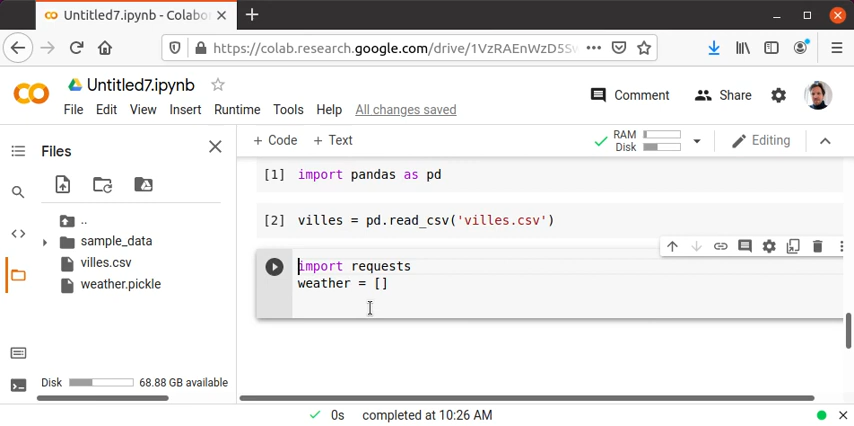 Untitled7.ipynb - Colabo
https://colab.research.google.com/drive/1VzRAEnWzD5Sw
Untitled7.ipynb
Comment
Share
File Edit View Insert Runtime Tools Help All changes saved
Files
+ Code + Text
RAM
Disk
Editing
[1] import pandas as pd
..
[2] villes = pd.read_csv('villes.csv')
sample_data
villes.csv
import requests
weather.pickle
weather = []
Disk 68.88 GB available
0s completed at 10:26 AM